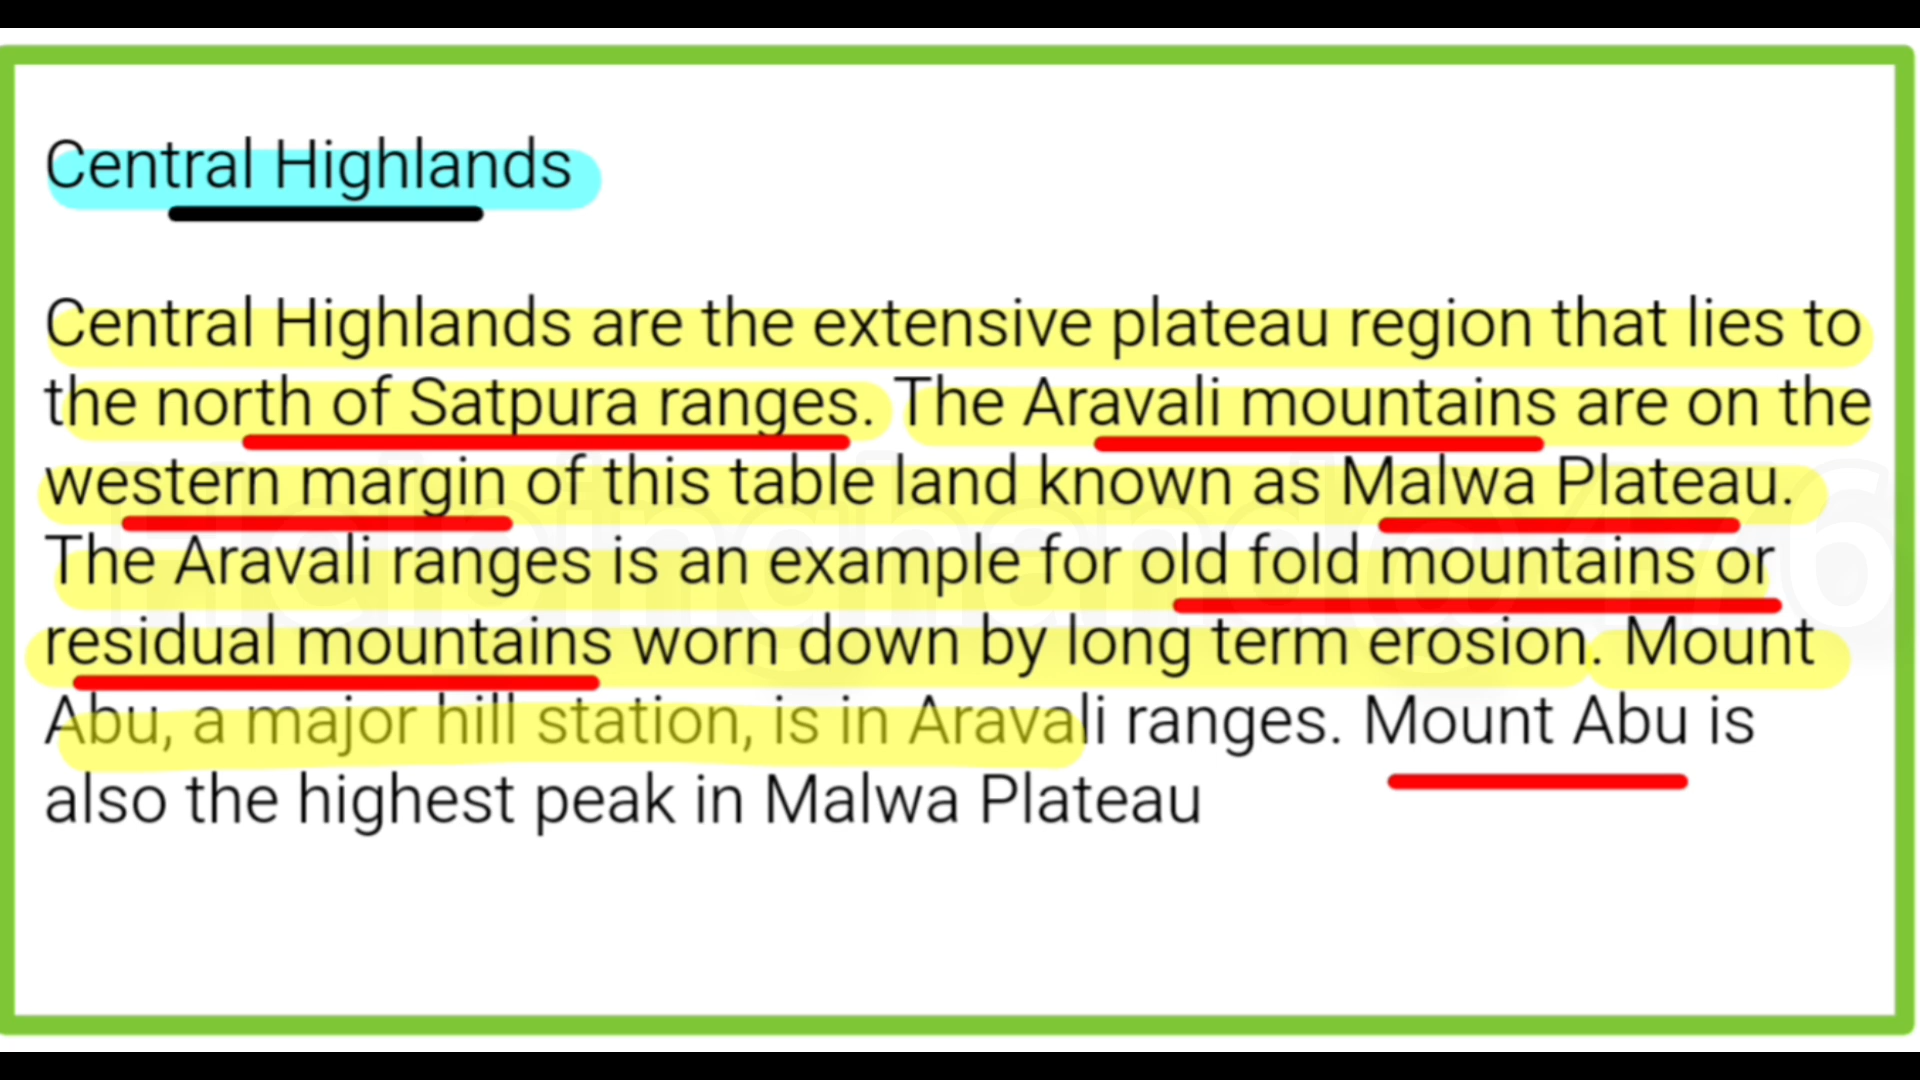 Central Highlands
Central Highlands are the extensive plateau region that lies to
the north of Satpura ranges. The Aravali mountains are on the
western margin of this table land known as Malwa Plateau.
The Aravali ranges is an example for old fold mountains or
residual mountains worn down by long term erosion. Mount
Abu, a major hill station, is in Aravali ranges. Mount Abu is
also the highest peak in Malwa Plateau